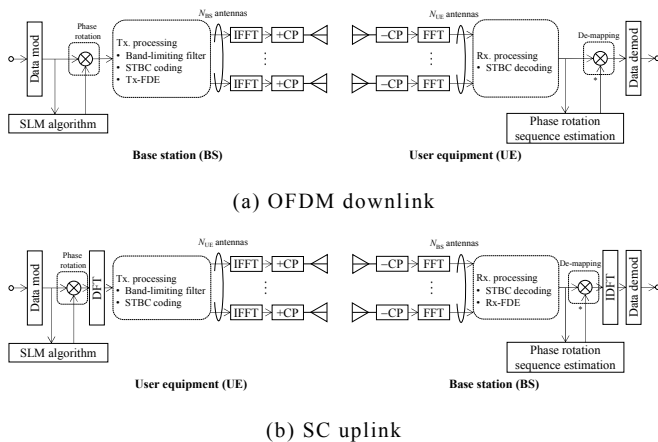 Data mod
Phase
rotation
SLM algorithm
Tx. processing
• Band-limiting filter
• STBC coding
• Tx-FDE
NBS antennas
IFFT
+CP
IFFT
+CP
Base station (BS)
NUE antennas
−CP
FFT
−CP
FFT
Rx. processing
• STBC decoding
De-mapping
*
Data demod
Phase rotation
sequence estimation
User equipment (UE)
(a) OFDM downlink
Data mod
Phase
rotation
DFT
SLM algorithm
Tx. processing
• Band-limiting filter
• STBC coding
NUE antennas
IFFT
+CP
IFFT
+CP
User equipment (UE)
NBS antennas
−CP
FFT
−CP
FFT
Rx. processing
• STBC decoding
• Rx-FDE
De-mapping
*
IDFT
Data demod
Phase rotation
sequence estimation
Base station (BS)
(b) SC uplink